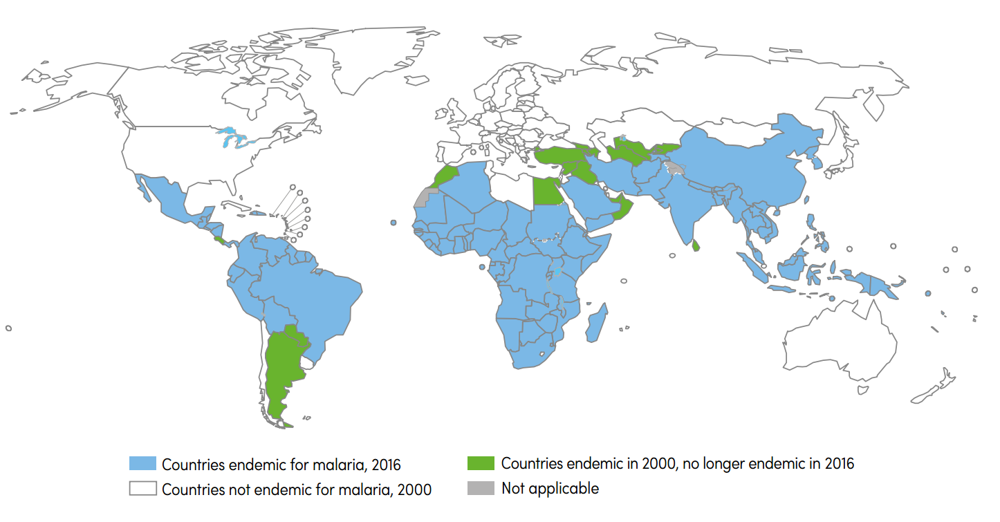 Countries endemic for malaria, 2016
Countries endemic in 2000, no longer endemic in 2016
Countries not endemic for malaria, 2000
Not applicable